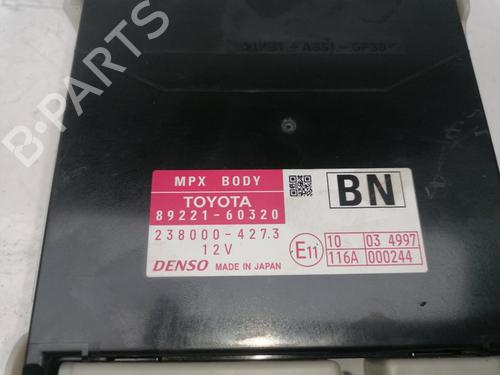 B-PARTS
MPX BODY
TOYOTA
89221-60320
238000-4273
12V
DENSO MADE IN JAPAN
BN
E11
10 03 4997
116A 000244